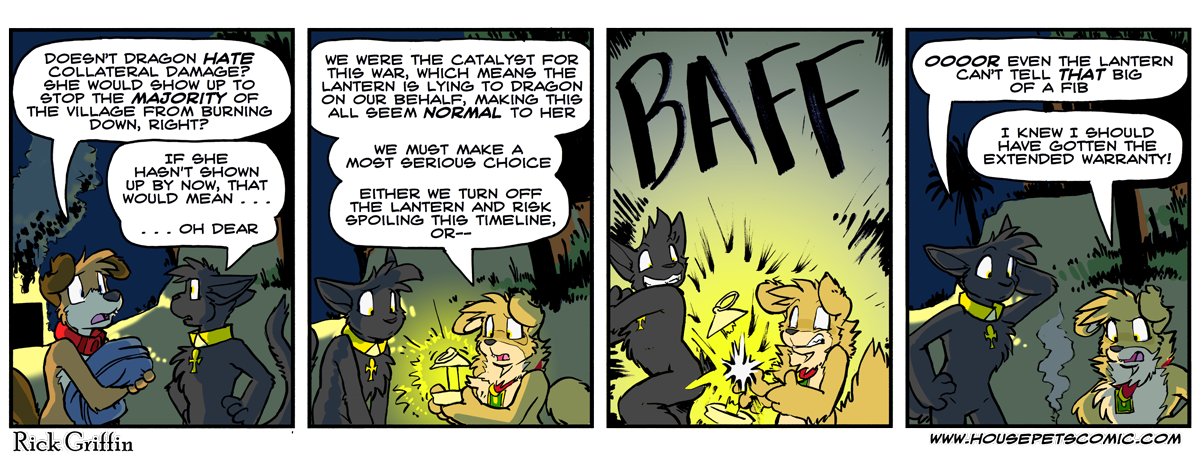 DOESN'T DRAGON HATE
COLLATERAL DAMAGE?
SHE WOULD SHOW UP TO
STOP THE MAJORITY OF
THE VILLAGE FROM BURNING
DOWN, RIGHT?
IF SHE
HASN'T SHOWN
UP BY NOW, THAT
WOULD MEAN . . .
. . . OH DEAR
WE WERE THE CATALYST FOR
THIS WAR, WHICH MEANS THE
LANTERN IS LYING TO DRAGON
ON OUR BEHALF, MAKING THIS
ALL SEEM NORMAL TO HER
WE MUST MAKE A
MOST SERIOUS CHOICE
EITHER WE TURN OFF
THE LANTERN AND RISK
SPOILING THIS TIMELINE,
OR--
BAFF
OOOOR EVEN THE LANTERN
CAN'T TELL THAT BIG
OF A FIB
I KNEW I SHOULD
HAVE GOTTEN THE
EXTENDED WARRANTY!
Rick Griffin
WWW.HOUSEPETSCOMIC.COM